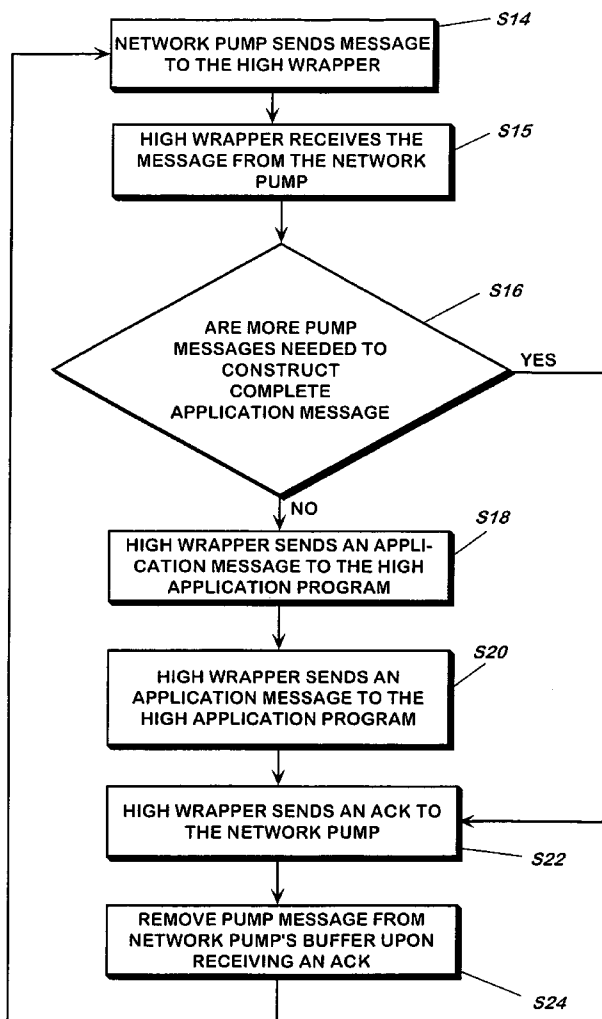 S14
NETWORK PUMP SENDS MESSAGE
TO THE HIGH WRAPPER
S15
HIGH WRAPPER RECEIVES THE
MESSAGE FROM THE NETWORK
PUMP
S16
ARE MORE PUMP
MESSAGES NEEDED TO
CONSTRUCT
COMPLETE
APPLICATION MESSAGE
YES
NO
S18
HIGH WRAPPER SENDS AN APPLI-
CATION MESSAGE TO THE HIGH
APPLICATION PROGRAM
S20
HIGH WRAPPER SENDS AN
APPLICATION MESSAGE TO THE
HIGH APPLICATION PROGRAM
HIGH WRAPPER SENDS AN ACK TO
THE NETWORK PUMP
S22
REMOVE PUMP MESSAGE FROM
NETWORK PUMP'S BUFFER UPON
RECEIVING AN ACK
S24